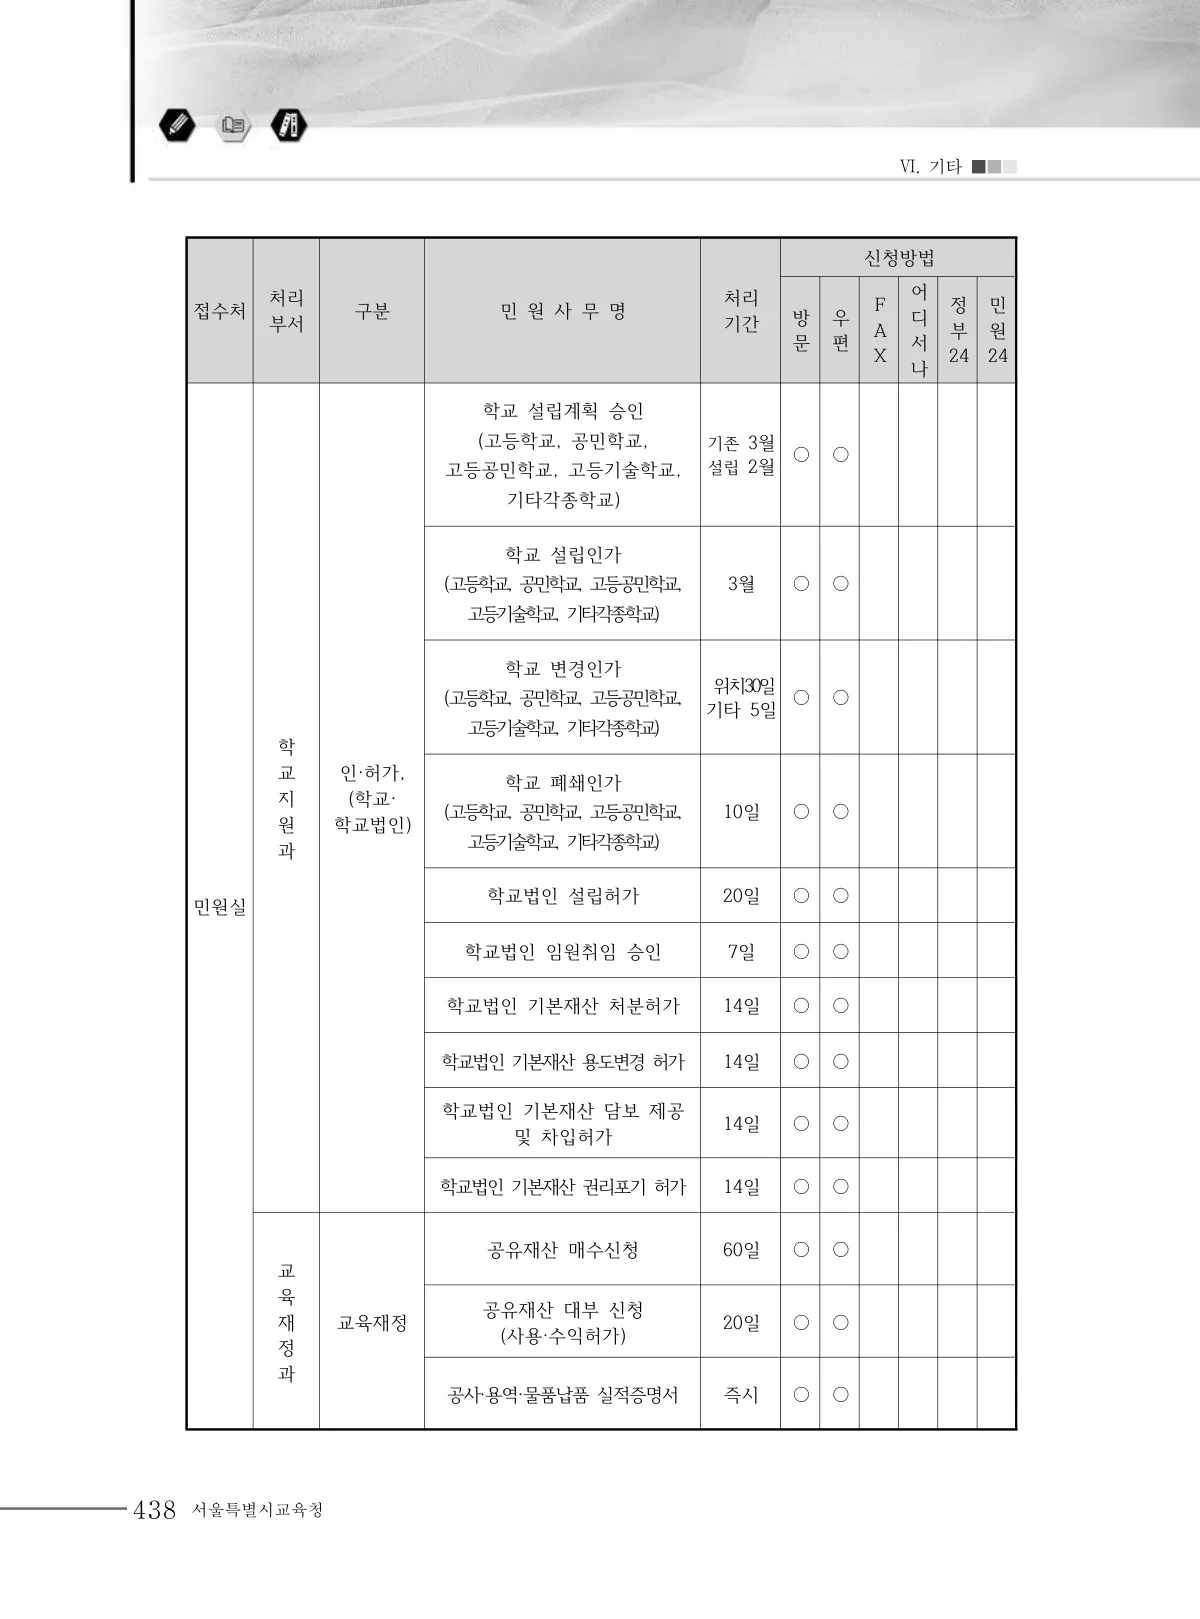 Ⅵ. 기타
접수처
처리
부서
구분
민 원 사 무 명
처리
기간
신청방법
방문
우편
FAX
어디서나
정부24
민원24
민원실
학교지원과
인·허가,
(학교·
학교법인)
학교 설립계획 승인
(고등학교, 공민학교,
고등공민학교, 고등기술학교,
기타각종학교)
기존 3월
설립 2월
○ ○
학교 설립인가
(고등학교, 공민학교, 고등공민학교,
고등기술학교, 기타각종학교)
3월 ○ ○
학교 변경인가
(고등학교, 공민학교, 고등공민학교,
고등기술학교, 기타각종학교)
위치30일
기타 5일
○ ○
학교 폐쇄인가
(고등학교, 공민학교, 고등공민학교,
고등기술학교, 기타각종학교)
10일 ○ ○
학교법인 설립허가 20일 ○ ○
학교법인 임원취임 승인 7일 ○ ○
학교법인 기본재산 처분허가 14일 ○ ○
학교법인 기본재산 용도변경 허가 14일 ○ ○
학교법인 기본재산 담보 제공
및 차입허가
14일 ○ ○
학교법인 기본재산 권리포기 허가 14일 ○ ○
교육재정과
교육재정
공유재산 매수신청 60일 ○ ○
공유재산 대부 신청
(사용·수익허가)
20일 ○ ○
공사·용역·물품납품 실적증명서 즉시 ○ ○
438 서울특별시교육청